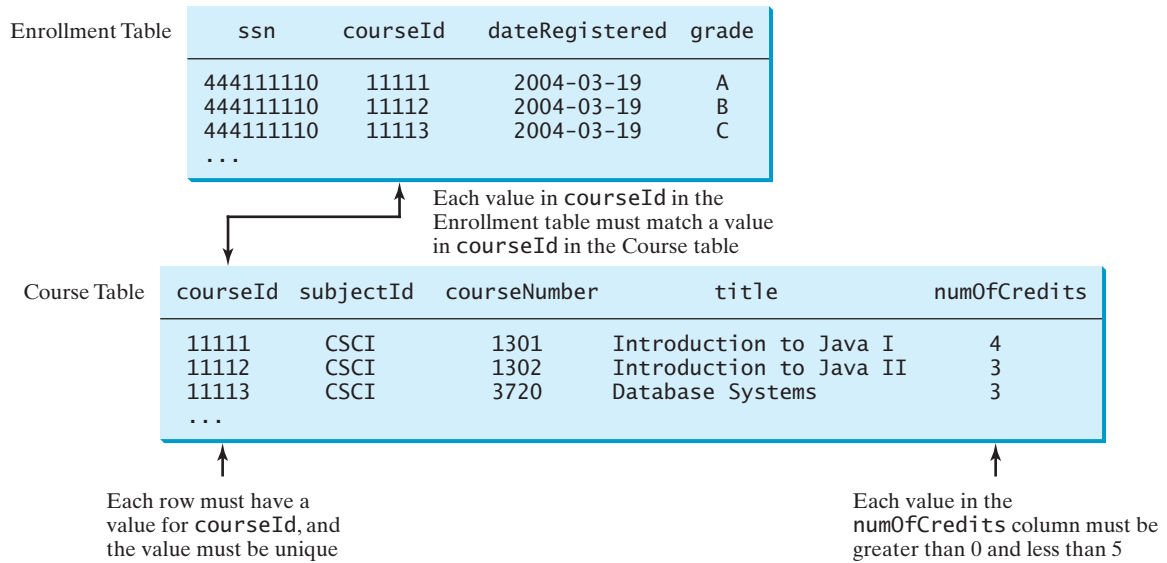 Enrollment Table
ssn courseId dateRegistered grade
444111110 11111 2004-03-19 A
444111110 11112 2004-03-19 B
444111110 11113 2004-03-19 C
...
Each value in courseId in the
Enrollment table must match a value
in courseId in the Course table
Course Table
courseId subjectId courseNumber title numOfCredits
11111 CSCI 1301 Introduction to Java I 4
11112 CSCI 1302 Introduction to Java II 3
11113 CSCI 3720 Database Systems 3
...
Each row must have a
value for courseId, and
the value must be unique
Each value in the
numOfCredits column must be
greater than 0 and less than 5